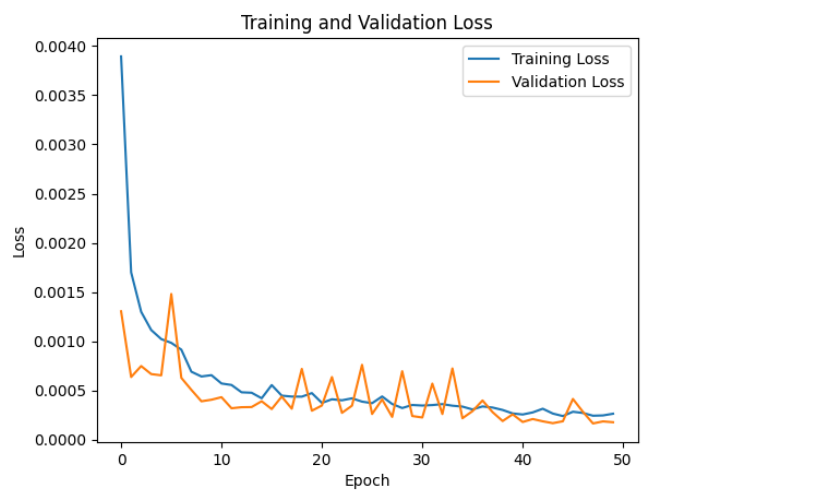 Training and Validation Loss
Training Loss
Validation Loss
0.0040
0.0035
0.0030
0.0025
0.0020
0.0015
0.0010
0.0005
0.0000
Loss
0 10 20 30 40 50
Epoch